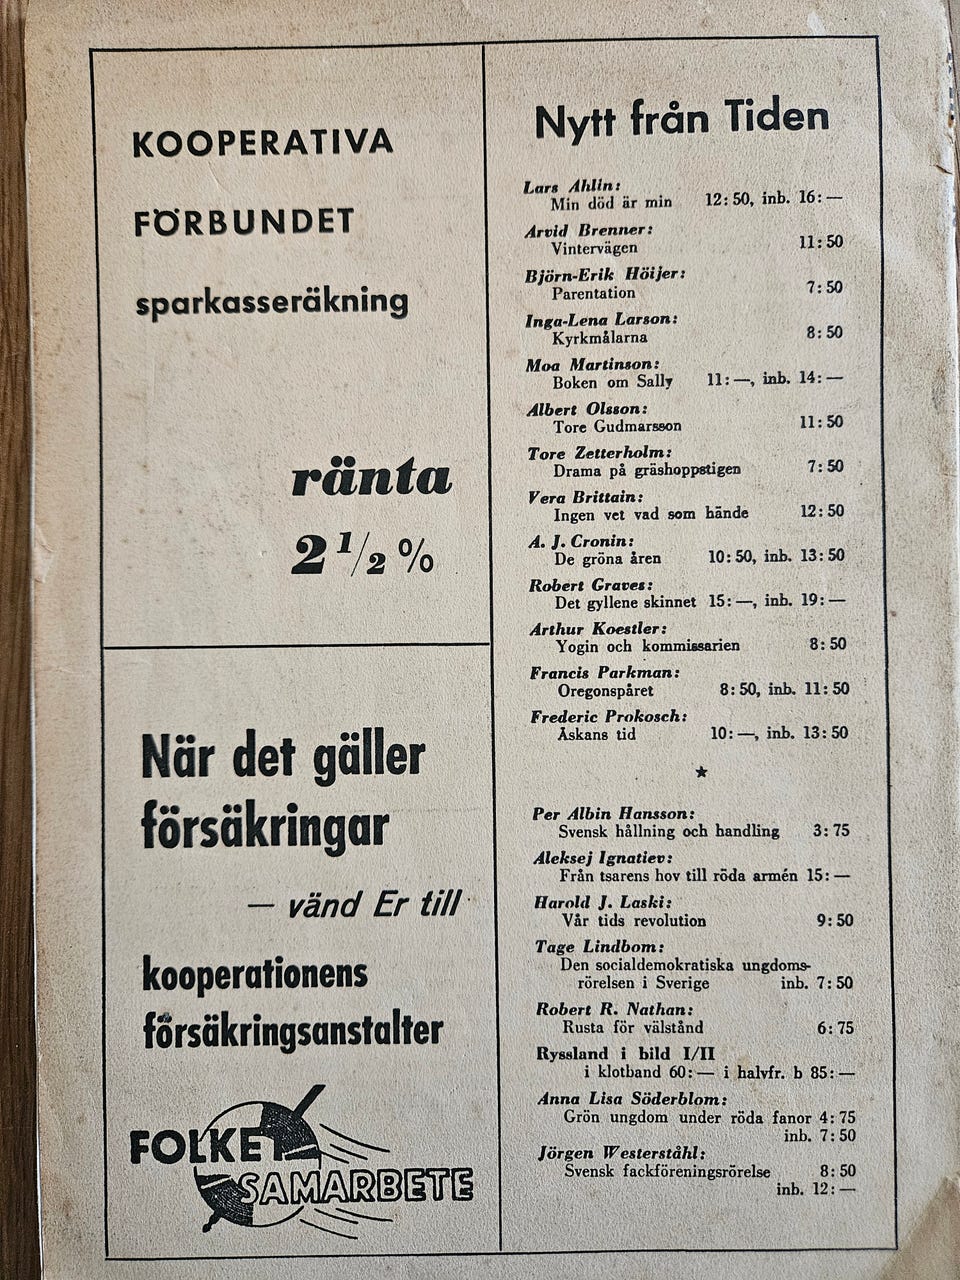 KOOPERATIVA
FÖRBUNDET
sparkasseräkning
ränta
2 1/2 %
När det gäller
försäkringar
— vänd Er till
kooperationens
försäkringsanstalter
FOLKET
SAMARBETE
Nytt från Tiden
Lars Ahlin:
Min död är min 12: 50, inb. 16: —
Arvid Brenner:
Vintervägen 11: 50
Björn-Erik Höijer:
Parentation 7: 50
Inga-Lena Larson:
Kyrkmålarna 8: 50
Moa Martinson:
Boken om Sally 11: —, inb. 14: —
Albert Olsson:
Tore Gudmarsson 11: 50
Tore Zetterholm:
Drama på gräshoppstigen 7: 50
Vera Brittain:
Ingen vet vad som hände 12: 50
A. J. Cronin:
De gröna åren 10: 50, inb. 13: 50
Robert Graves:
Det gyllene skinnet 15: —, inb. 19: —
Arthur Koestler:
Yogin och kommissarien 8: 50
Francis Parkman:
Oregonspåret 8: 50, inb. 11: 50
Frederic Prokosch:
Åskans tid 10: —, inb. 13: 50
★
Per Albin Hansson:
Svensk hållning och handling 3: 75
Aleksej Ignatiev:
Från tsarens hov till röda armén 15: —
Harold J. Laski:
Vår tids revolution 9: 50
Tage Lindbom:
Den socialdemokratiska ungdoms-
rörelsen i Sverige inb. 7: 50
Robert R. Nathan:
Rusta för välstånd 6: 75
Ryssland i bild I/II
i klotband 60: — i halvfr. b 85: —
Anna Lisa Söderblom:
Grön ungdom under röda fanor 4: 75
inb. 7: 50
Jörgen Westerståhl:
Svensk fackföreningsrörelse 8: 50
inb. 12: —